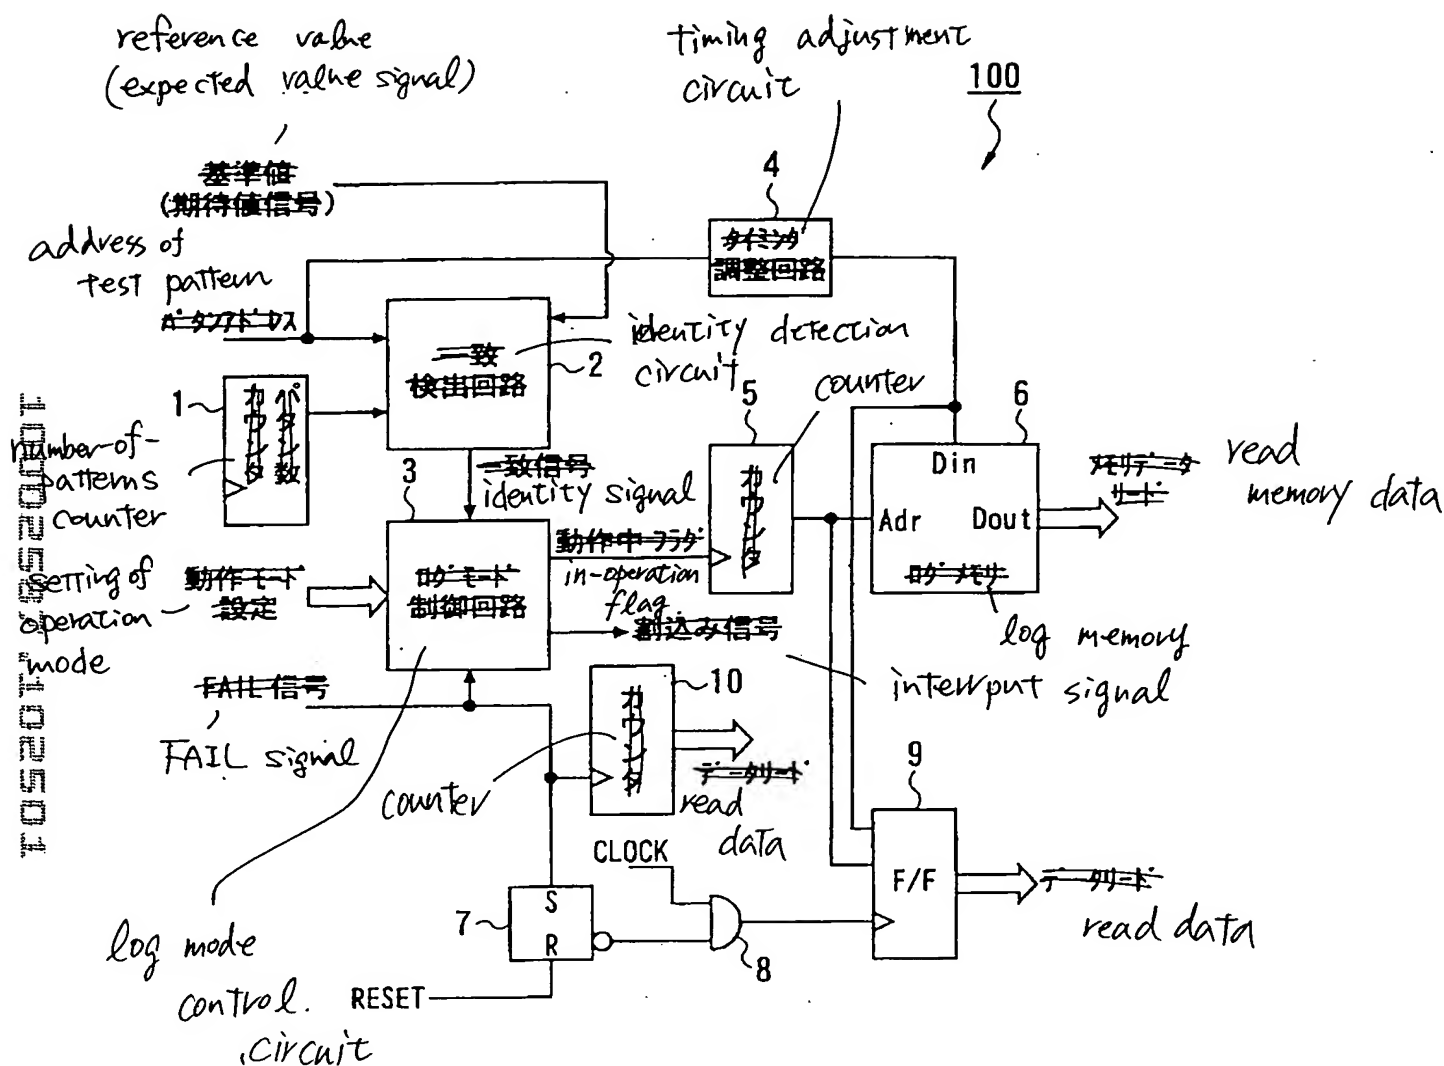 reference value
(expected value signal)
timing adjustment
circuit
100
基準値
(期待値信号)
4
タイミング
調整回路
address of
test pattern
パタンアドレス
一致
検出回路
2
identity detection
circuit
1
パタン数
カウンタ
number-of-
patterns
counter
3
一致信号
identity signal
5
counter
カウンタ
6
Din
Adr
Dout
ログメモリ
log memory
メモリデータ
リード
read
memory data
setting of
operation
mode
動作モード
設定
ログモード
制御回路
動作中フラグ
in-operation
flag
割込み信号
interrput signal
FAIL信号
FAIL signal
10
カウンタ
counter
データリード
read
data
CLOCK
7
S
R
8
RESET
9
F/F
データリード
read data
log mode
control.
circuit